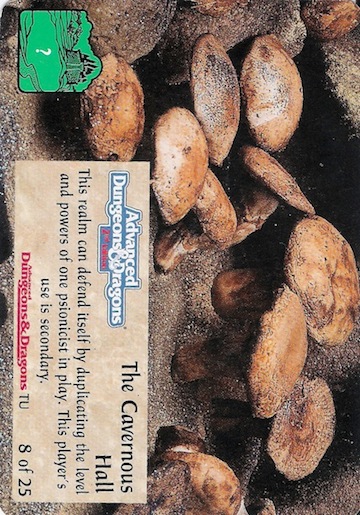 ?
Advanced
Dungeons & Dragons
2nd Edition
The Cavernous
Hall
This realm can defend itself by duplicating the level
and powers of one psionicist in play. This player's
use is secondary.
Advanced
Dungeons & Dragons TU
8 of 25